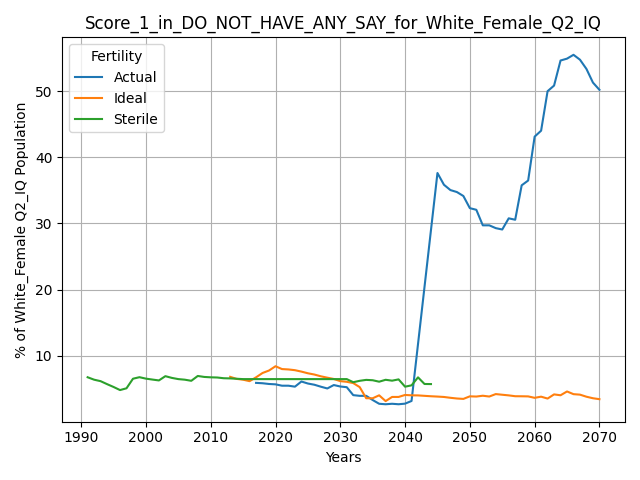 Score_1_in_DO_NOT_HAVE_ANY_SAY_for_White_Female_Q2_IQ
Fertility
Actual
Ideal
Sterile
% of White_Female Q2_IQ Population
50
40
30
20
10
1990 2000 2010 2020 2030 2040 2050 2060 2070
Years